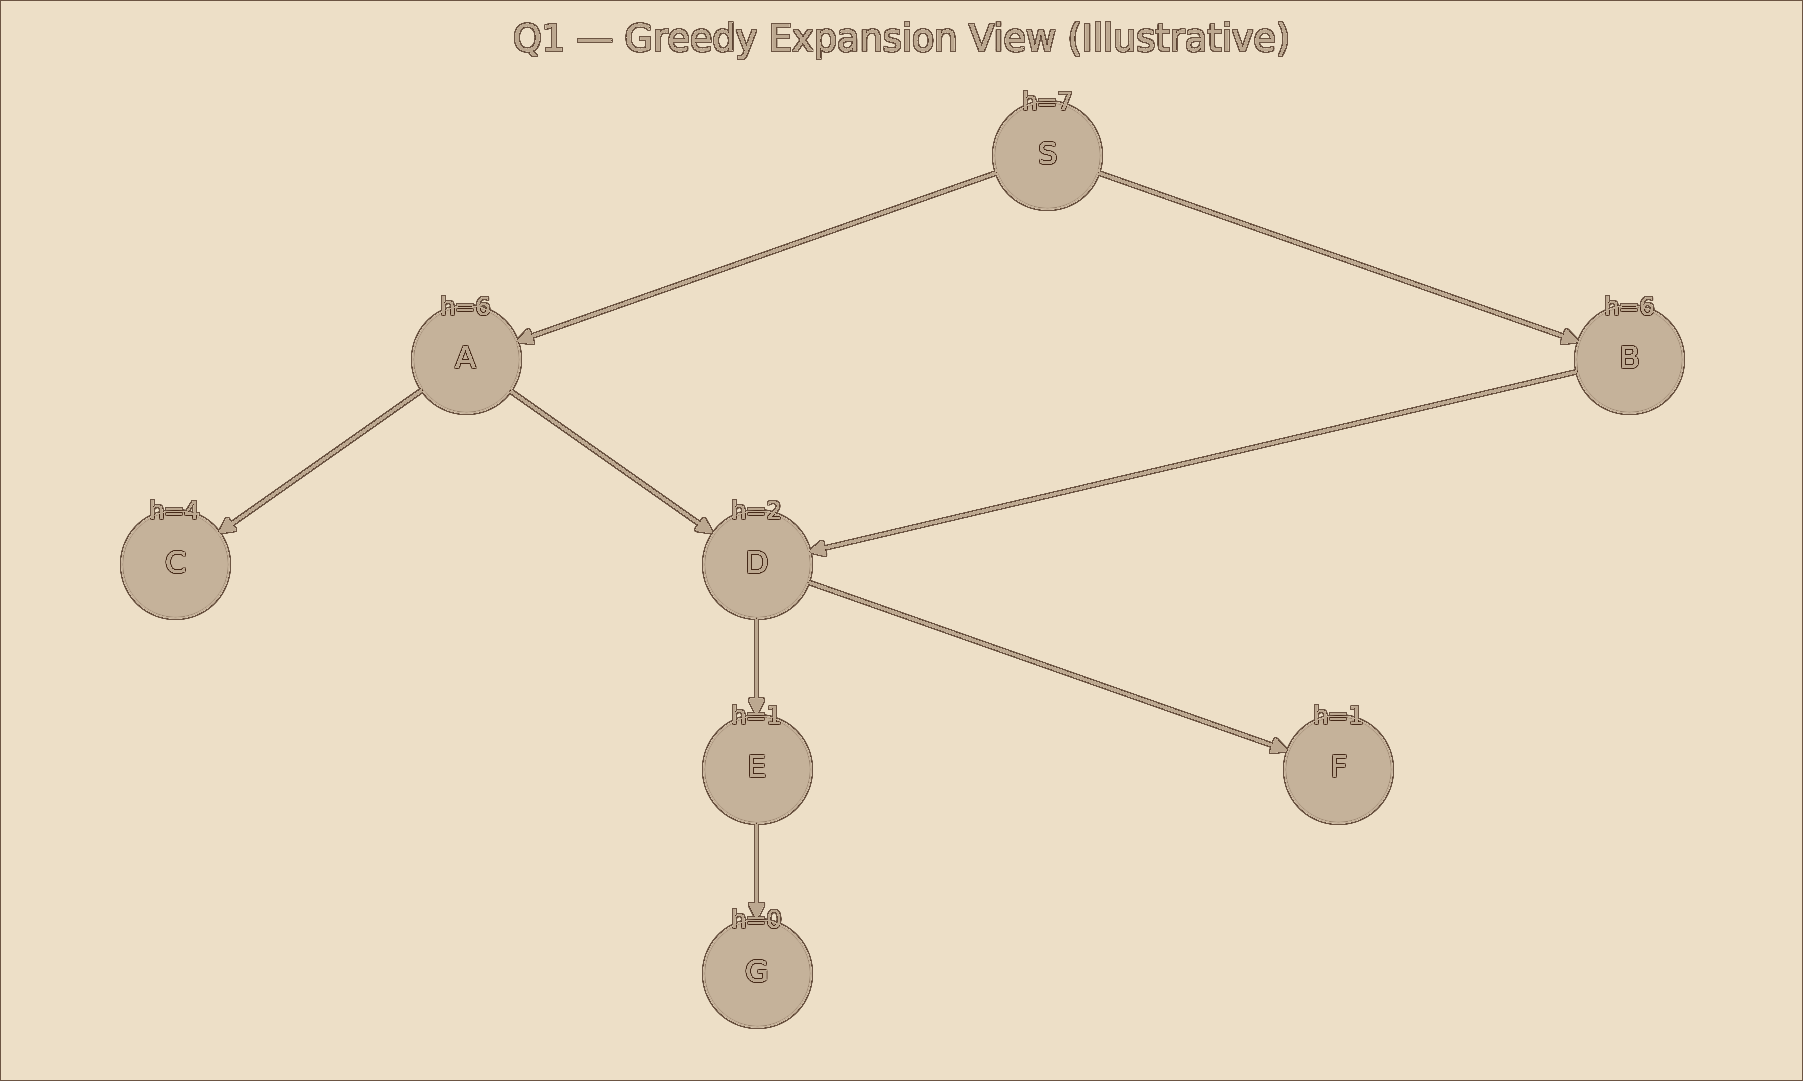 Q1 — Greedy Expansion View (Illustrative)
h=7
S
h=6
A
h=6
B
h=4
C
h=2
D
h=1
E
h=1
F
h=0
G